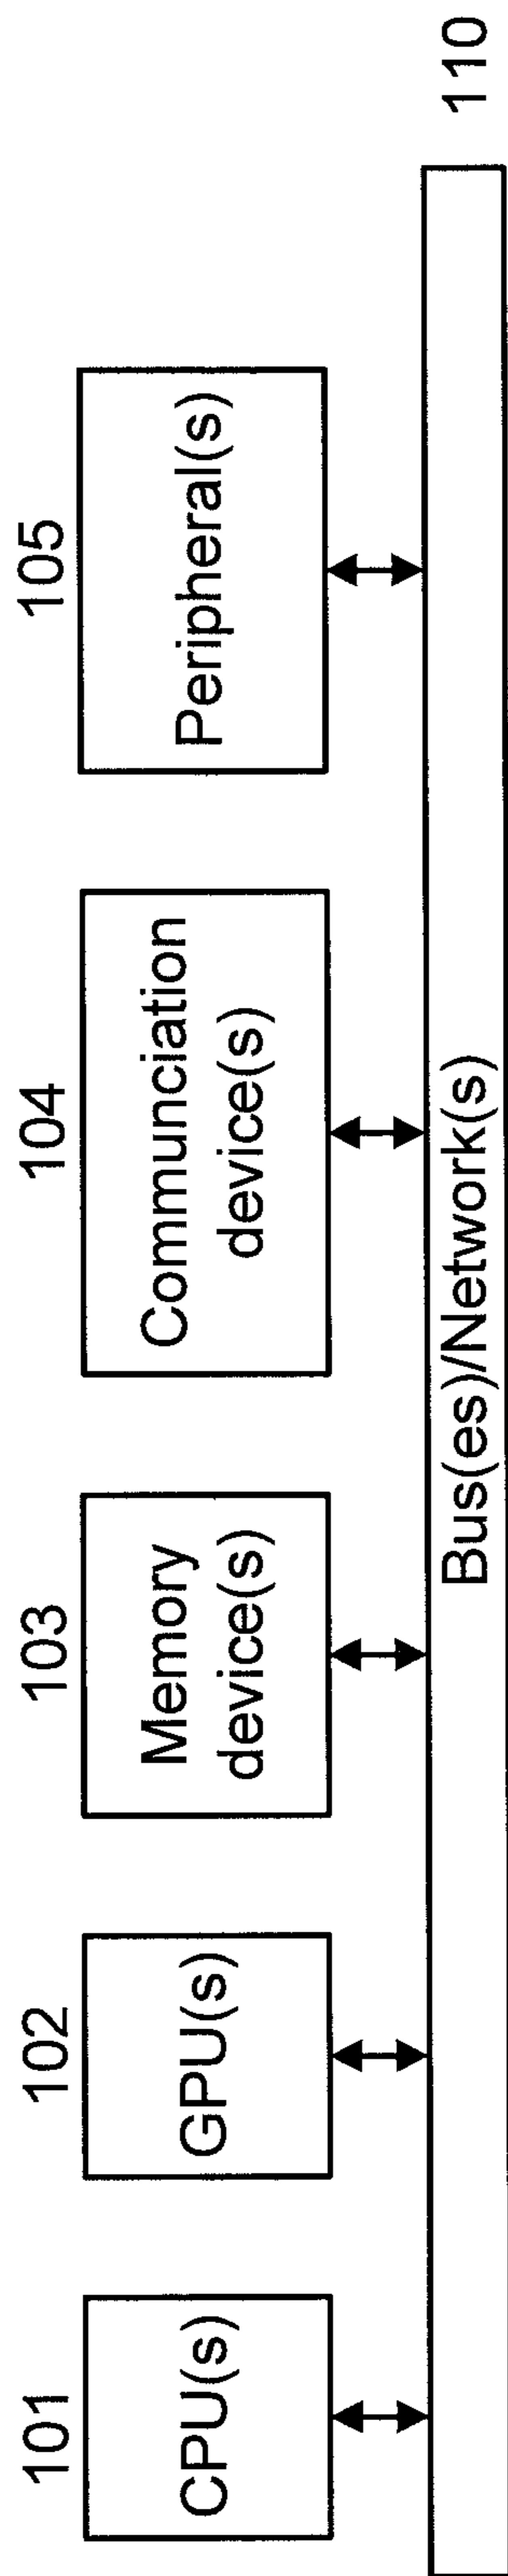 101
CPU(s)
102
GPU(s)
103
Memory
device(s)
104
Communciation
device(s)
105
Peripheral(s)
Bus(es)/Network(s)
110